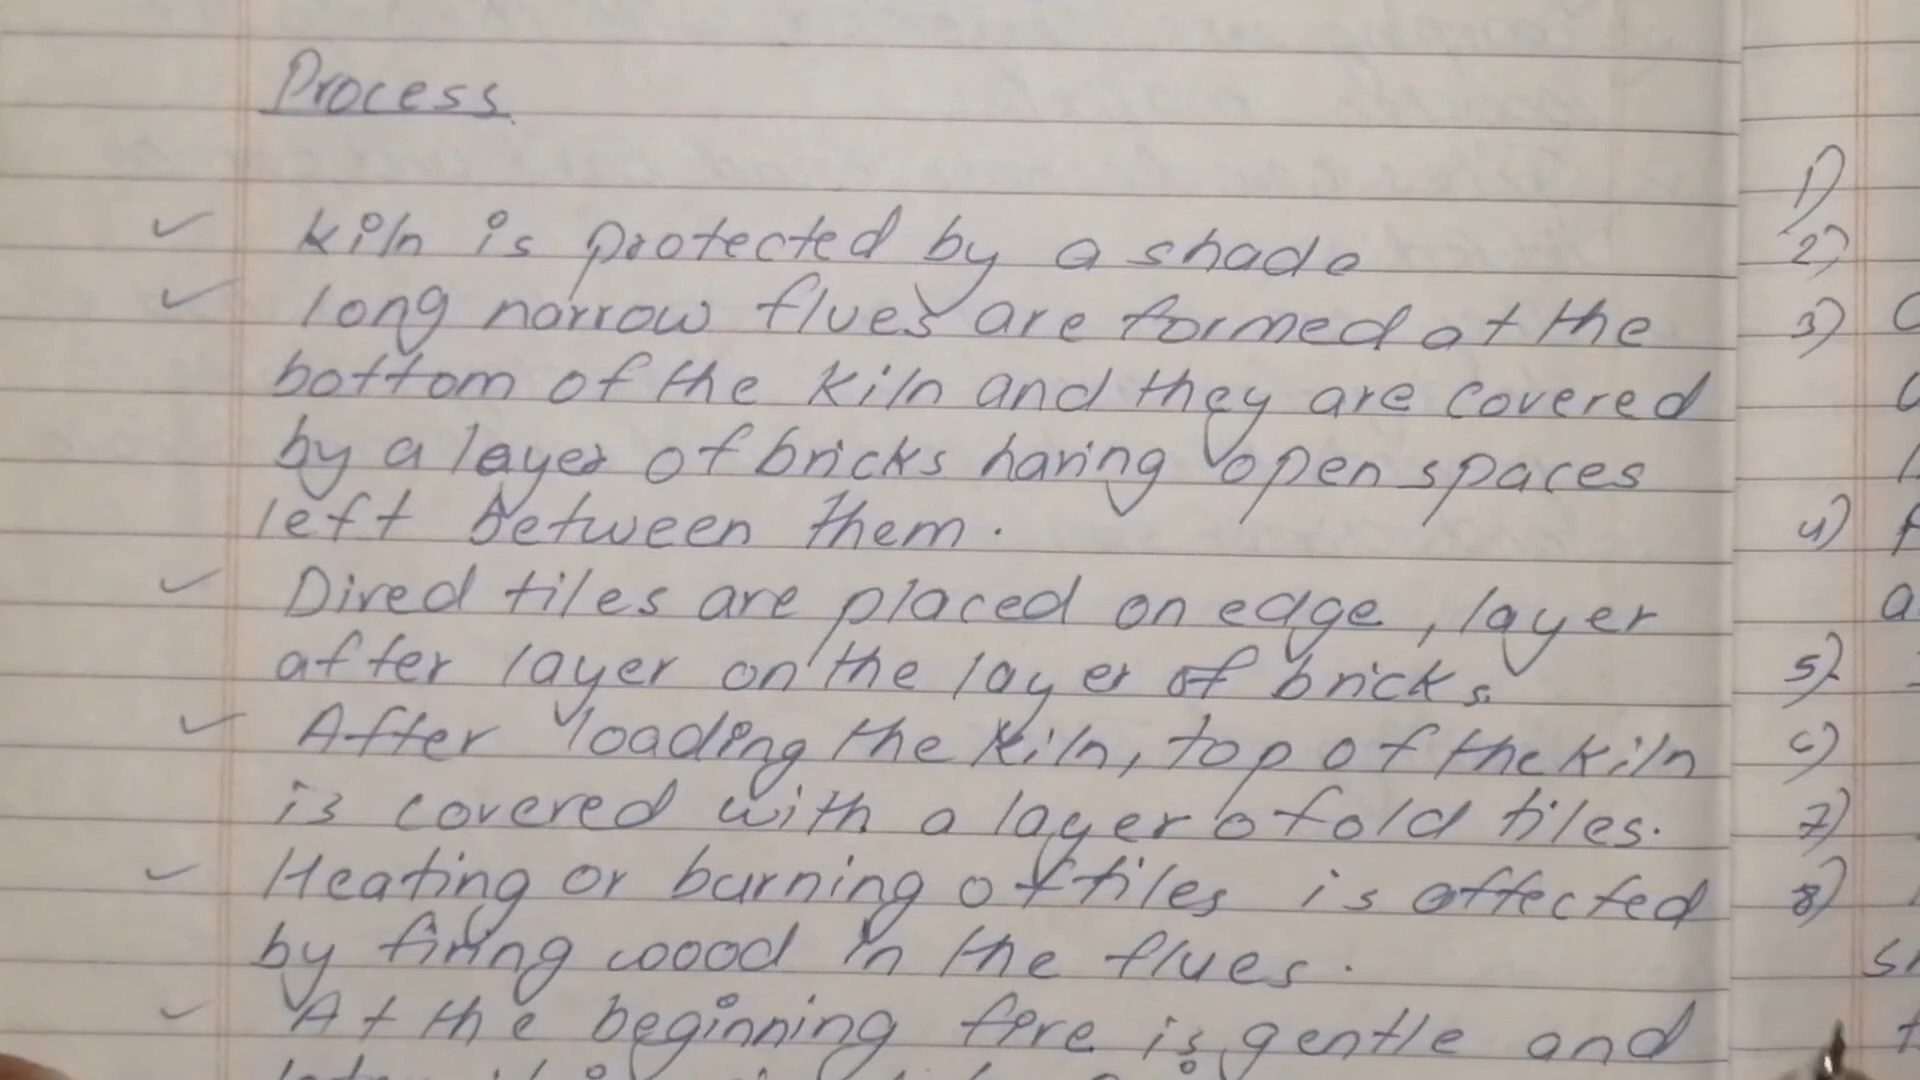 Process
Kiln is protected by a shade
long narrow flues are formed at the
bottom of the kiln and they are covered
by a layer of bricks having open spaces
left between them.
Dired tiles are placed on edge, layer
after layer on the layer of bricks.
After loading the kiln, top of the kiln
is covered with a layer of old tiles.
Heating or burning of tiles is affected
by firing wood in the flues.
At the beginning fire is gentle and
1)
2)
3)
4)
5)
6)
7)
8)